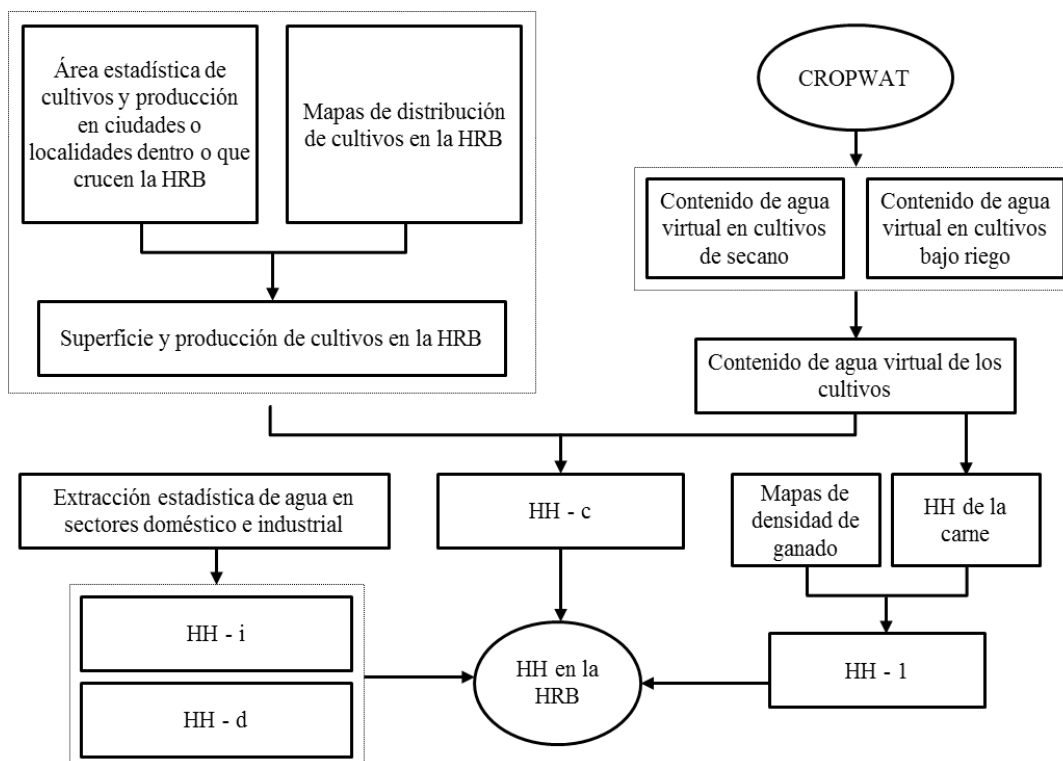 Área estadística de
cultivos y producción
en ciudades o
localidades dentro o que
crucen la HRB
Mapas de distribución
de cultivos en la HRB
CROPWAT
Contenido de agua
virtual en cultivos
de secano
Contenido de agua
virtual en cultivos
bajo riego
Superficie y producción de cultivos en la HRB
Contenido de agua virtual de los
cultivos
Extracción estadística de agua en
sectores doméstico e industrial
HH - c
Mapas de
densidad de
ganado
HH de la
carne
HH - i
HH - d
HH en la
HRB
HH - 1